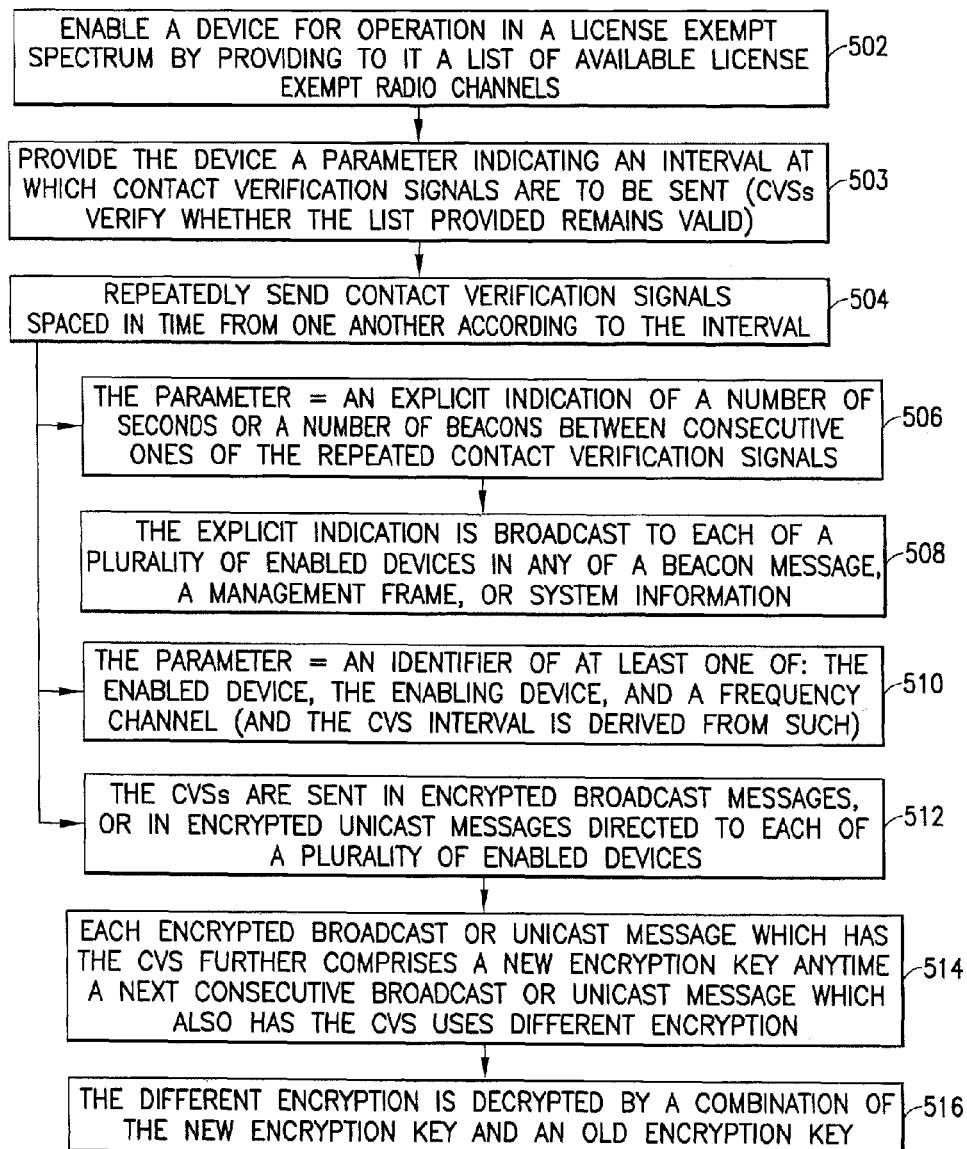 ENABLE A DEVICE FOR OPERATION IN A LICENSE EXEMPT
SPECTRUM BY PROVIDING TO IT A LIST OF AVAILABLE LICENSE
EXEMPT RADIO CHANNELS
502
PROVIDE THE DEVICE A PARAMETER INDICATING AN INTERVAL AT
WHICH CONTACT VERIFICATION SIGNALS ARE TO BE SENT (CVSs
VERIFY WHETHER THE LIST PROVIDED REMAINS VALID)
503
REPEATEDLY SEND CONTACT VERIFICATION SIGNALS
SPACED IN TIME FROM ONE ANOTHER ACCORDING TO THE INTERVAL
504
THE PARAMETER = AN EXPLICIT INDICATION OF A NUMBER OF
SECONDS OR A NUMBER OF BEACONS BETWEEN CONSECUTIVE
ONES OF THE REPEATED CONTACT VERIFICATION SIGNALS
506
THE EXPLICIT INDICATION IS BROADCAST TO EACH OF A
PLURALITY OF ENABLED DEVICES IN ANY OF A BEACON MESSAGE,
A MANAGEMENT FRAME, OR SYSTEM INFORMATION
508
THE PARAMETER = AN IDENTIFIER OF AT LEAST ONE OF: THE
ENABLED DEVICE, THE ENABLING DEVICE, AND A FREQUENCY
CHANNEL (AND THE CVS INTERVAL IS DERIVED FROM SUCH)
510
THE CVSs ARE SENT IN ENCRYPTED BROADCAST MESSAGES,
OR IN ENCRYPTED UNICAST MESSAGES DIRECTED TO EACH OF
A PLURALITY OF ENABLED DEVICES
512
EACH ENCRYPTED BROADCAST OR UNICAST MESSAGE WHICH HAS
THE CVS FURTHER COMPRISES A NEW ENCRYPTION KEY ANYTIME
A NEXT CONSECUTIVE BROADCAST OR UNICAST MESSAGE WHICH
ALSO HAS THE CVS USES DIFFERENT ENCRYPTION
514
THE DIFFERENT ENCRYPTION IS DECRYPTED BY A COMBINATION OF
THE NEW ENCRYPTION KEY AND AN OLD ENCRYPTION KEY
516